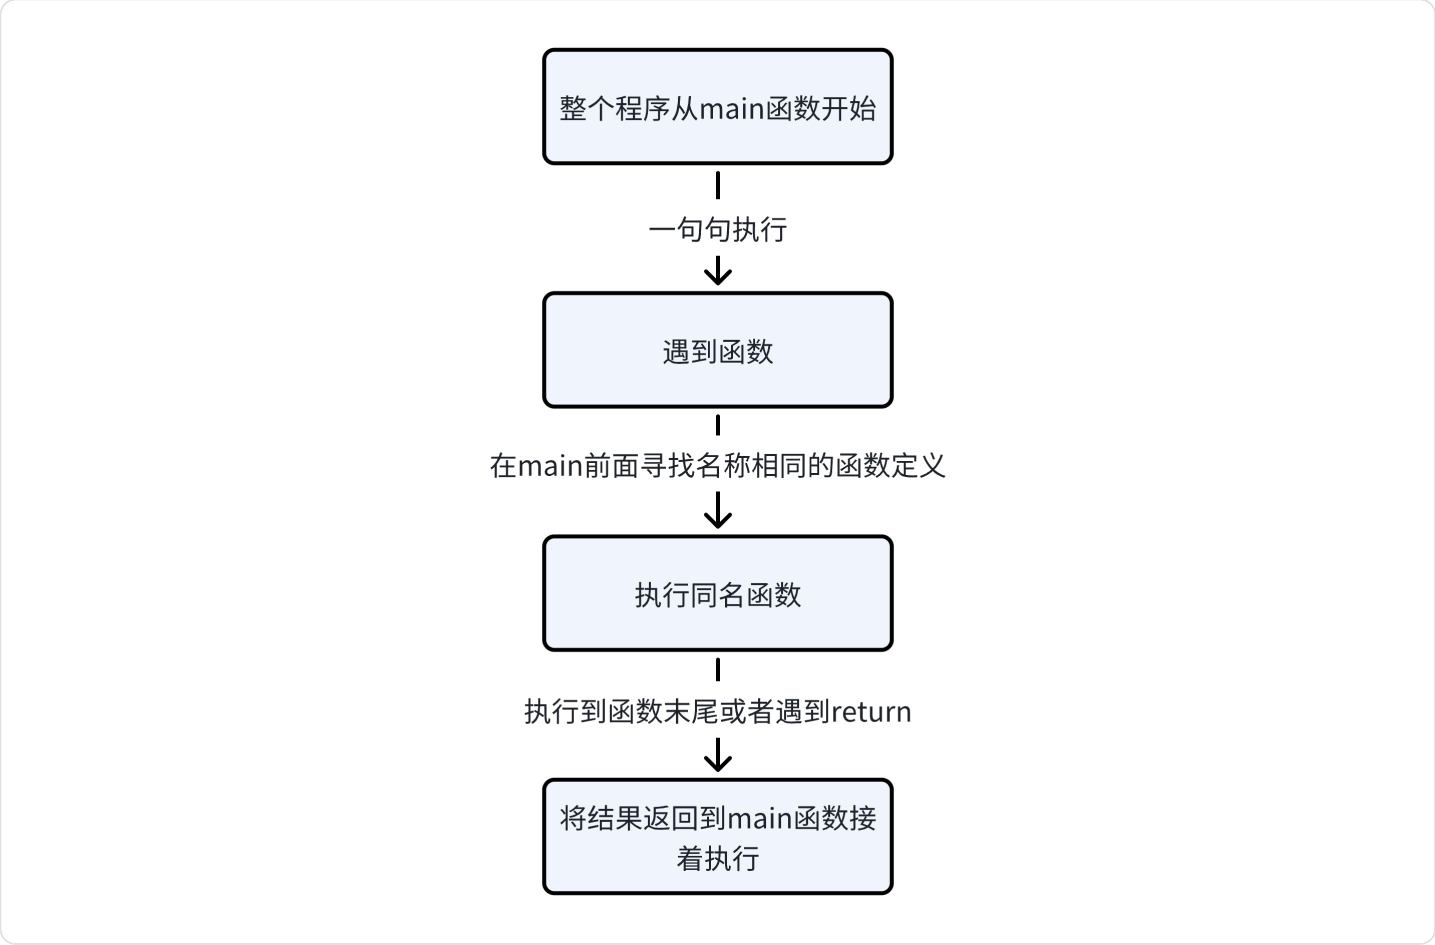 整个程序从main函数开始
一句句执行
遇到函数
在main前面寻找名称相同的函数定义
执行同名函数
执行到函数末尾或者遇到return
将结果返回到main函数接
着执行